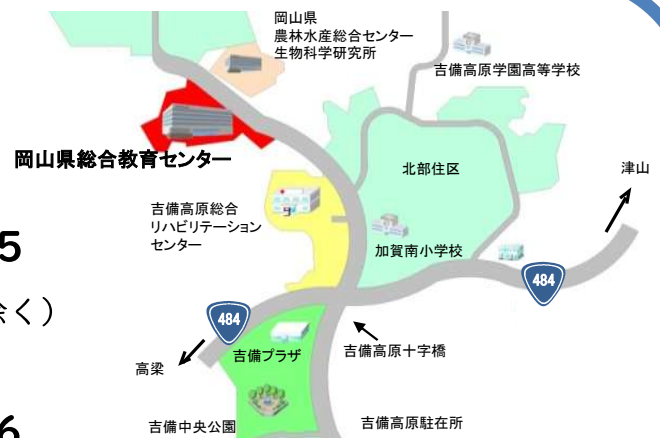 岡山県
農林水産総合センター
生物科学研究所
吉備高原学園高等学校
岡山県総合教育センター
北部住区
津山
吉備高原総合
リハビリテーション
センター
加賀南小学校
5
484
除く）
484
吉備プラザ
吉備高原十字橋
高梁
吉備中央公園
吉備高原駐在所
6